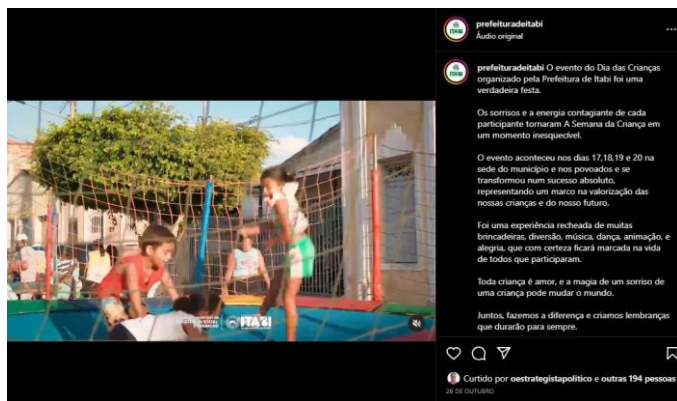 prefeituradeitabi
Áudio original
prefeituradeitabi O evento do Dia das Crianças
organizado pela Prefeitura de Itabi foi uma
verdadeira festa.
Os sorrisos e a energia contagiante de cada
participante tornaram A Semana da Criança em
um momento inesquecível.
O evento aconteceu nos dias 17,18,19 e 20 na
sede do município e nos povoados e se
transformou num sucesso absoluto,
representando um marco na valorização das
nossas crianças e do nosso futuro.
Foi uma experiência recheada de muitas
brincadeiras, diversão, música, dança, animação, e
alegria, que com certeza ficará marcada na vida
de todos que participaram.
Toda criança é amor, e a magia de um sorriso de
uma criança pode mudar o mundo.
Juntos, fazemos a diferença e criamos lembranças
que durarão para sempre.
ITABI
Curtido por oestrategistapolitico e outras 194 pessoas
26 DE OUTUBRO